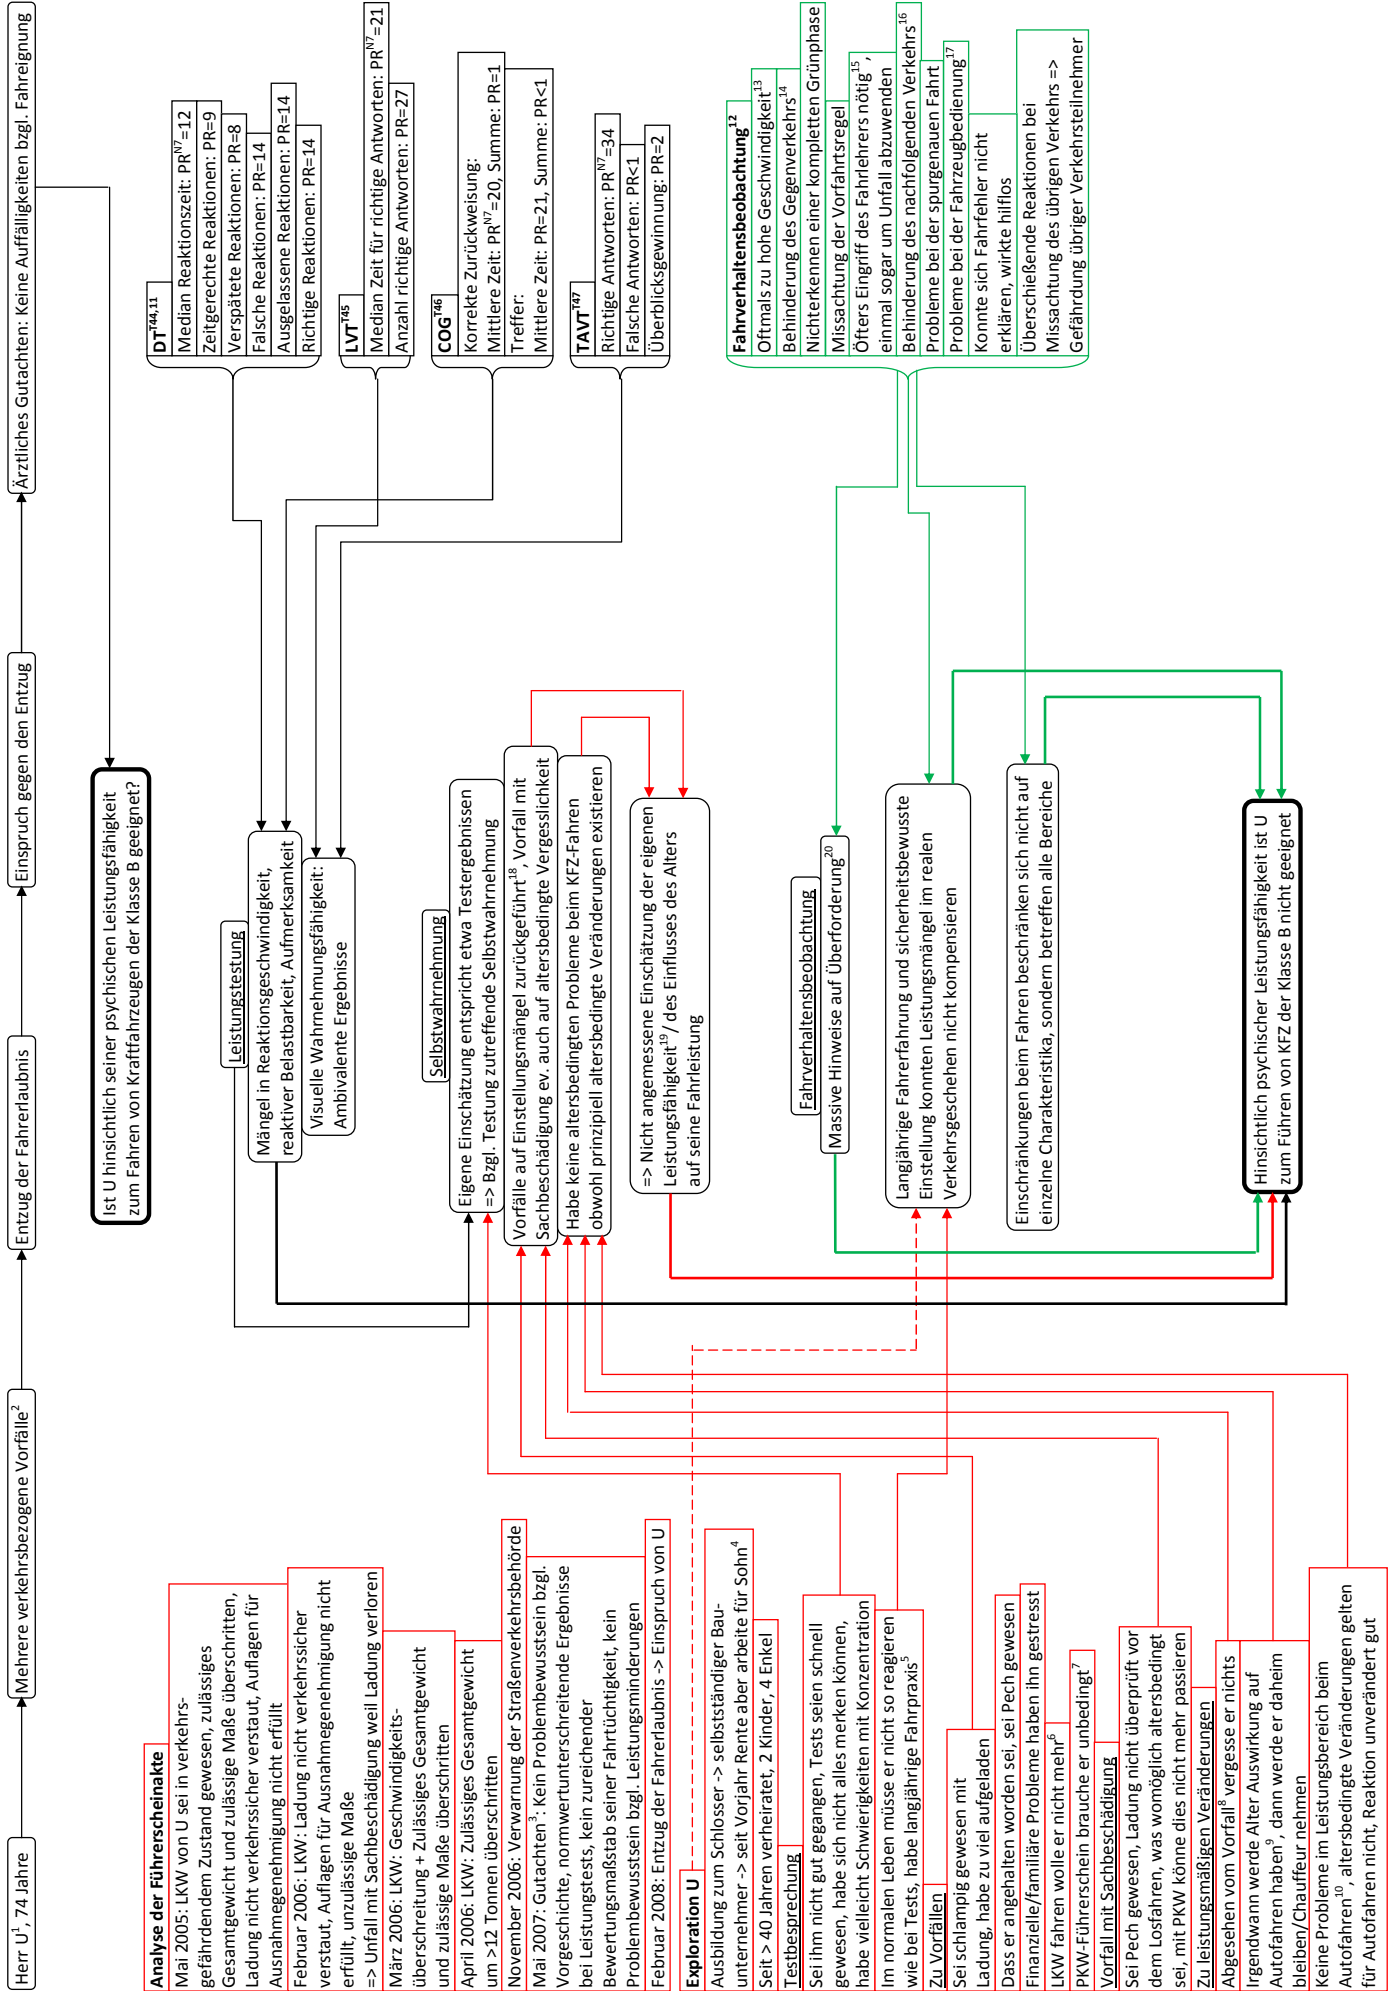 Herr U1, 74 Jahre
Mehrere verkehrsbezogene Vorfälle2
Entzug der Fahrerlaubnis
Einspruch gegen den Entzug
Ärztliches Gutachten: Keine Auffälligkeiten bzgl. Fahreignung
Ist U hinsichtlich seiner psychischen Leistungsfähigkeit
zum Fahren von Kraftfahrzeugen der Klasse B geeignet?
Analyse der Führerscheinakte
Mai 2005: LKW von U sei in verkehrs-
gefährdendem Zustand gewesen, zulässiges
Gesamtgewicht und zulässige Maße überschritten,
Ladung nicht verkehrssicher verstaut, Auflagen für
Ausnahmegenehmigung nicht erfüllt
Februar 2006: LKW: Ladung nicht verkehrssicher
verstaut, Auflagen für Ausnahmegenehmigung nicht
erfüllt, unzulässige Maße
=> Unfall mit Sachbeschädigung weil Ladung verloren
März 2006: LKW: Geschwindigkeits-
überschreitung + Zulässiges Gesamtgewicht
und zulässige Maße überschritten
April 2006: LKW: Zulässiges Gesamtgewicht
um >12 Tonnen überschritten
November 2006: Verwarnung der Straßenverkehrsbehörde
Mai 2007: Gutachten3: Kein Problembewusstsein bzgl.
Vorgeschichte, normwertunterschreitende Ergebnisse
bei Leistungstests, kein zureichender
Bewertungsmaßstab seiner Fahrtüchtigkeit, kein
Problembewusstsein bzgl. Leistungsminderungen
Februar 2008: Entzug der Fahrerlaubnis -> Einspruch von U
Exploration U
Ausbildung zum Schlosser -> selbstständiger Bau-
unternehmer -> seit Vorjahr Rente aber arbeite für Sohn4
Seit > 40 Jahren verheiratet, 2 Kinder, 4 Enkel
Testbesprechung
Sei ihm nicht gut gegangen, Tests seien schnell
gewesen, habe sich nicht alles merken können,
habe vielleicht Schwierigkeiten mit Konzentration
Im normalen Leben müsse er nicht so reagieren
wie bei Tests, habe langjährige Fahrpraxis5
Zu Vorfällen
Sei schlampig gewesen mit
Ladung, habe zu viel aufgeladen
Dass er angehalten worden sei, sei Pech gewesen
Finanzielle/familiäre Probleme haben ihn gestresst
LKW fahren wolle er nicht mehr6
PKW-Führerschein brauche er unbedingt7
Vorfall mit Sachbeschädigung
Sei Pech gewesen, Ladung nicht überprüft vor
dem Losfahren, was womöglich altersbedingt
sei, mit PKW könne dies nicht mehr passieren
Zu leistungsmäßigen Veränderungen
Abgesehen vom Vorfall8 vergesse er nichts
Irgendwann werde Alter Auswirkung auf
Autofahren haben9, dann werde er daheim
bleiben/Chauffeur nehmen
Keine Probleme im Leistungsbereich beim
Autofahren10, altersbedingte Veränderungen gelten
für Autofahren nicht, Reaktion unverändert gut
Leistungstestung
Mängel in Reaktionsgeschwindigkeit,
reaktiver Belastbarkeit, Aufmerksamkeit
Visuelle Wahrnehmungsfähigkeit:
Ambivalente Ergebnisse
Selbstwahrnehmung
Eigene Einschätzung entspricht etwa Testergebnissen
=> Bzgl. Testung zutreffende Selbstwahrnehmung
Vorfälle auf Einstellungsmängel zurückgeführt18, Vorfall mit
Sachbeschädigung ev. auch auf altersbedingte Vergesslichkeit
Habe keine altersbedingten Probleme beim KFZ-Fahren
obwohl prinzipiell altersbedingte Veränderungen existieren
=> Nicht angemessene Einschätzung der eigenen
Leistungsfähigkeit19 / des Einflusses des Alters
auf seine Fahrleistung
Fahrverhaltensbeobachtung
Massive Hinweise auf Überforderung20
Langjährige Fahrerfahrung und sicherheitsbewusste
Einstellung konnten Leistungsmängel im realen
Verkehrsgeschehen nicht kompensieren
Einschränkungen beim Fahren beschränken sich nicht auf
einzelne Charakteristika, sondern betreffen alle Bereiche
Hinsichtlich psychischer Leistungsfähigkeit ist U
zum Führen von KFZ der Klasse B nicht geeignet
DT T44,11
Median Reaktionszeit: PR N7=12
Zeitgerechte Reaktionen: PR=9
Verspätete Reaktionen: PR=8
Falsche Reaktionen: PR=14
Ausgelassene Reaktionen: PR=14
Richtige Reaktionen: PR=14
LVT T45
Median Zeit für richtige Antworten: PR N7=21
Anzahl richtige Antworten: PR=27
COG T46
Korrekte Zurückweisung:
Mittlere Zeit: PR N7=20, Summe: PR=1
Treffer:
Mittlere Zeit: PR=21, Summe: PR<1
TAVT T47
Richtige Antworten: PR N7=34
Falsche Antworten: PR<1
Überblicksgewinnung: PR=2
Fahrverhaltensbeobachtung12
Oftmals zu hohe Geschwindigkeit13
Behinderung des Gegenverkehrs14
Nichterkennen einer kompletten Grünphase
Missachtung der Vorfahrtsregel
Öfters Eingriff des Fahrlehrers nötig15,
einmal sogar um Unfall abzuwenden
Behinderung des nachfolgenden Verkehrs16
Probleme bei der spurgenauen Fahrt
Probleme bei der Fahrzeugbedienung17
Konnte sich Fahrfehler nicht
erklären, wirkte hilflos
Überschießende Reaktionen bei
Missachtung des übrigen Verkehrs =>
Gefährdung übriger Verkehrsteilnehmer